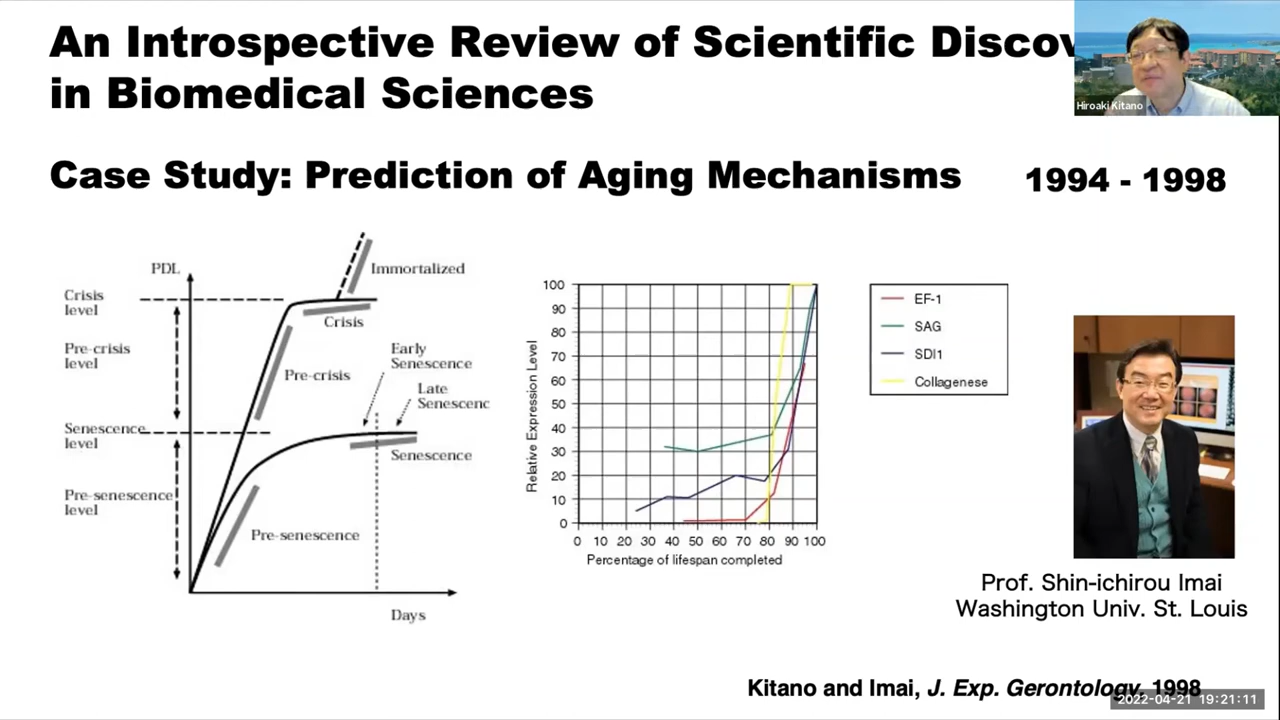 An Introspective Review of Scientific Discov
in Biomedical Sciences
Hiroaki Kitano
Case Study: Prediction of Aging Mechanisms
1994 - 1998
PDL
Immortalized
Crisis
level
Crisis
Pre-crisis
level
Early
Senescence
Pre-crisis
Late
Senescenc
Senescence
level
Senescence
Pre-senescence
level
Pre-senescence
Days
Relative Expression Level
100
90
80
70
60
50
40
30
20
10
0
0 10 20 30 40 50 60 70 80 90 100
Percentage of lifespan completed
EF-1
SAG
SDI1
Collagenese
Prof. Shin-ichirou Imai
Washington Univ. St. Louis
Kitano and Imai, J. Exp. Gerontology, 1998
2022-04-21 19:21:11